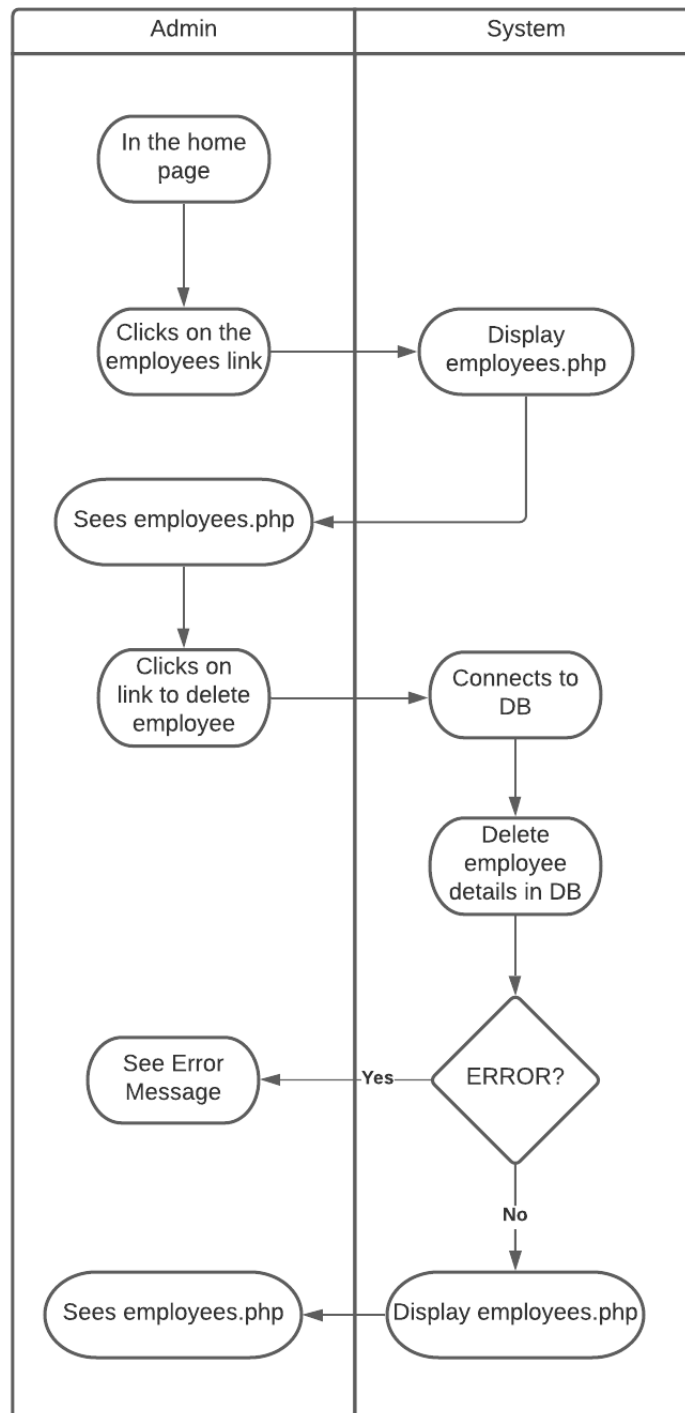 Admin
System
In the home
page
Clicks on the
employees link
Display
employees.php
Sees employees.php
Clicks on
link to delete
employee
Connects to
DB
Delete
employee
details in DB
ERROR?
Yes
See Error
Message
No
Display employees.php
Sees employees.php